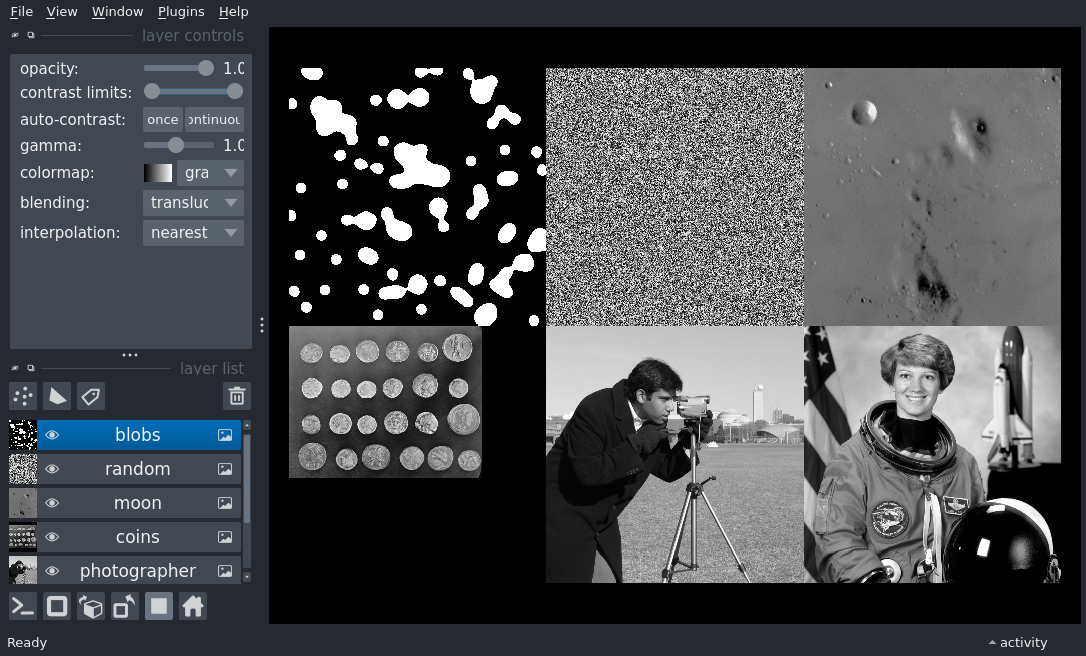 File View Window Plugins Help
layer controls
opacity: 1.0
contrast limits:
auto-contrast: once ontinuou
gamma: 1.0
colormap: gra
blending: transluc
interpolation: nearest
layer list
blobs
random
moon
coins
photographer
Ready
activity